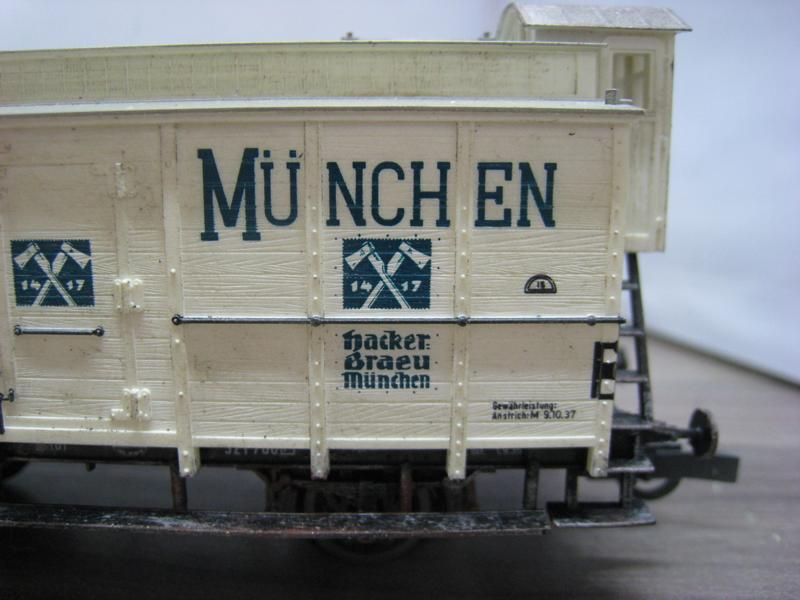 MÜNCHEN
14 17
14 17
Hacker-
Braeu
München
Gewährleistung:
Anstrich: M 9.10.37